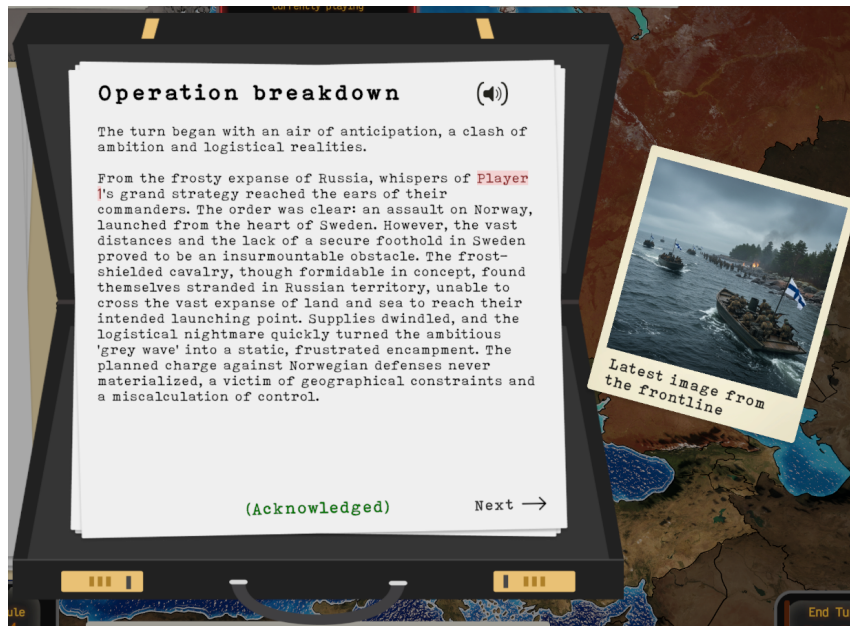 Currently playing
Operation breakdown
The turn began with an air of anticipation, a clash of
ambition and logistical realities.
From the frosty expanse of Russia, whispers of Player
1's grand strategy reached the ears of their
commanders. The order was clear: an assault on Norway,
launched from the heart of Sweden. However, the vast
distances and the lack of a secure foothold in Sweden
proved to be an insurmountable obstacle. The frost-
shielded cavalry, though formidable in concept, found
themselves stranded in Russian territory, unable to
cross the vast expanse of land and sea to reach their
intended launching point. Supplies dwindled, and the
logistical nightmare quickly turned the ambitious
'grey wave' into a static, frustrated encampment. The
planned charge against Norwegian defenses never
materialized, a victim of geographical constraints and
a miscalculation of control.
(Acknowledged)
Next
Latest image from
the frontline
ule
End Tu